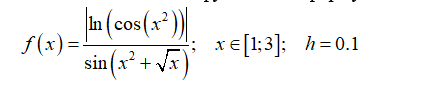 f(x) = |ln(cos(x²))| / sin(x² + √x); x ∈ [1;3]; h = 0.1